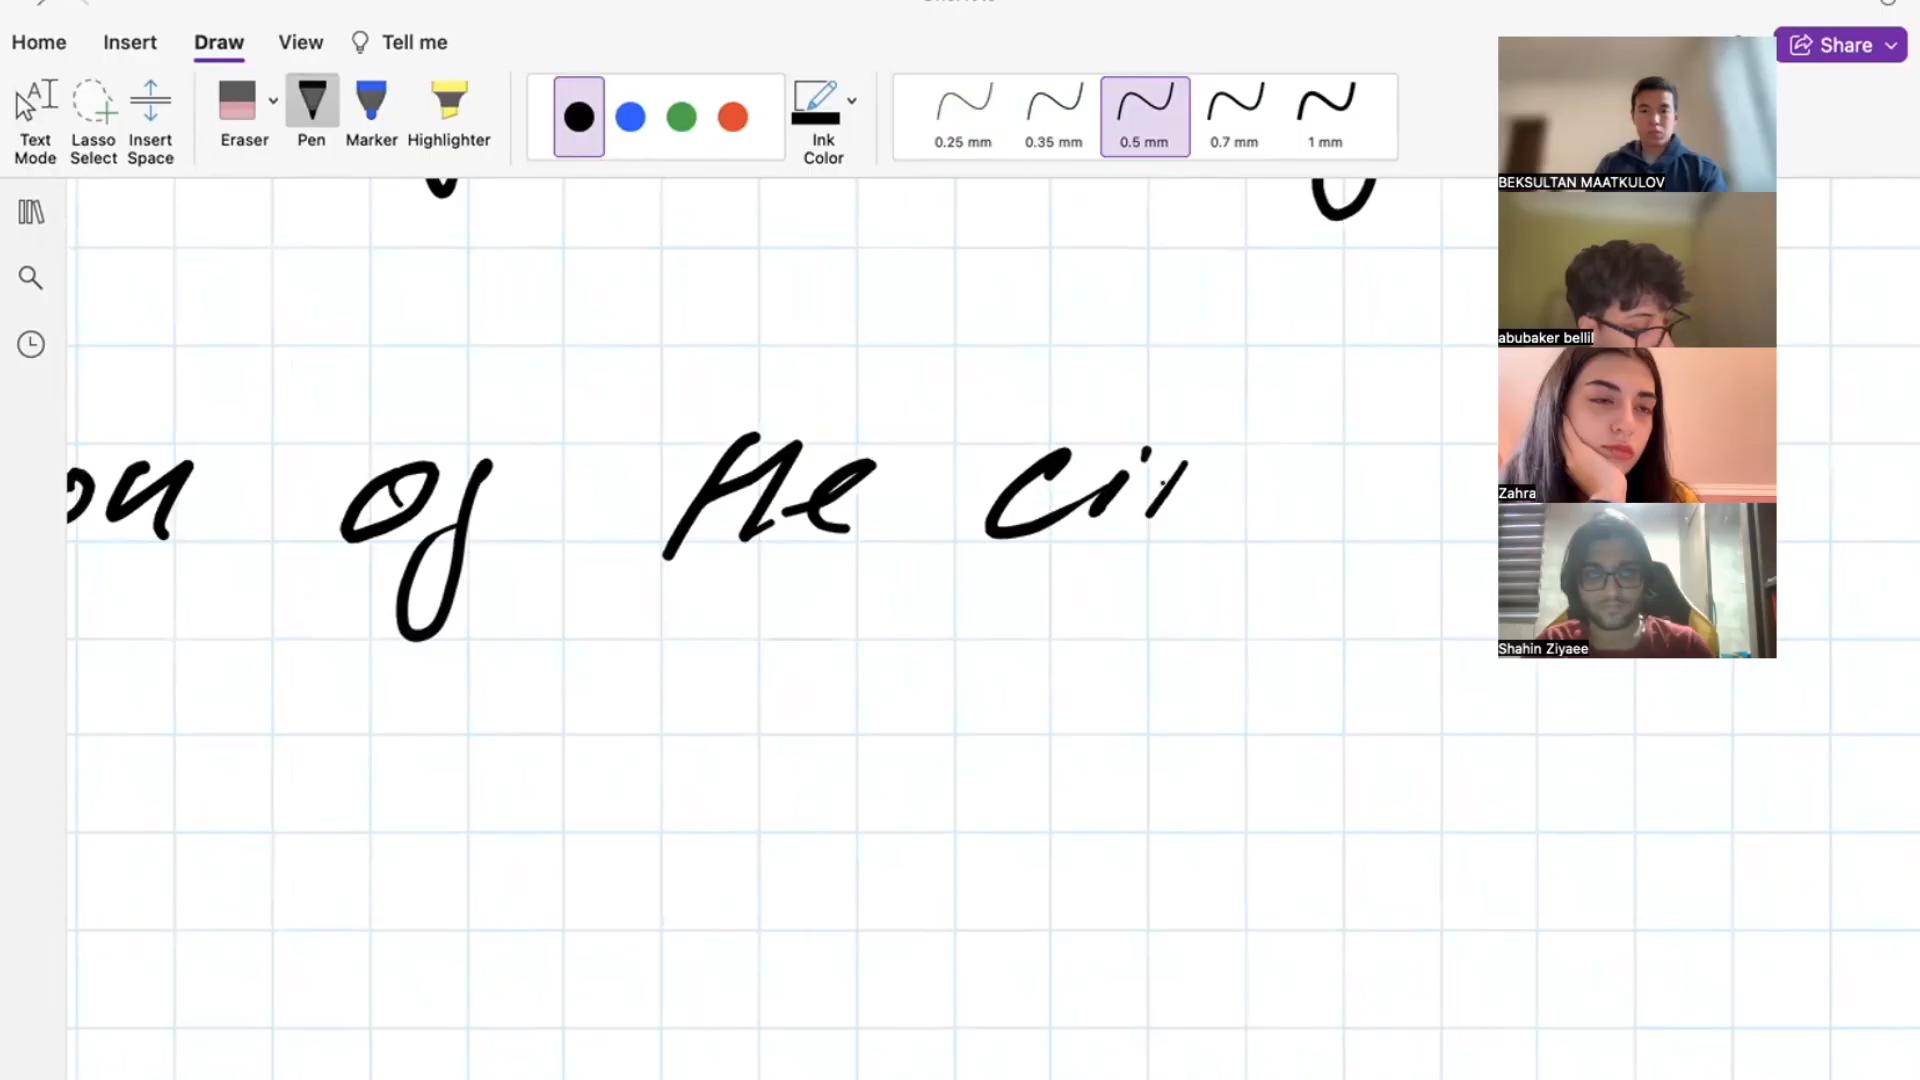 Home Insert Draw View Tell me Share
Text Mode Lasso Select Insert Space Eraser Pen Marker Highlighter Ink Color 0.25 mm 0.35 mm 0.5 mm 0.7 mm 1 mm
BEKSULTAN MAATKULOV
abubaker bellil
on of the ci
Zahra
Shahin Ziyaee